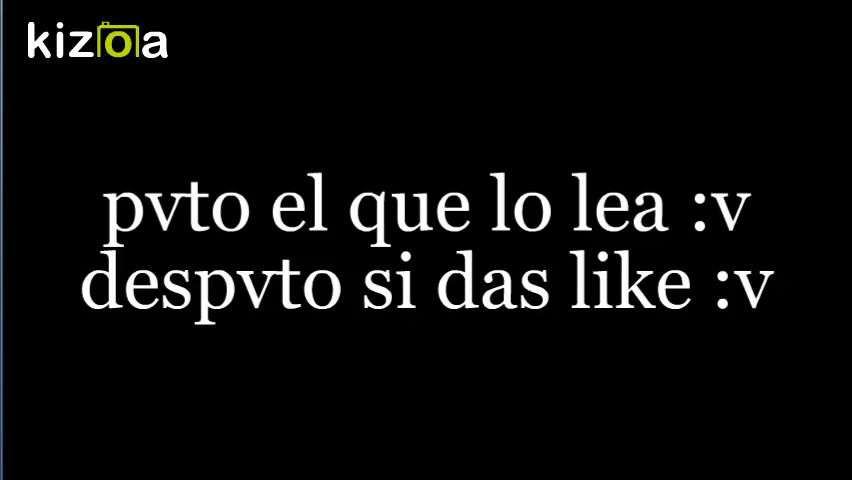 kizoa
pvto el que lo lea :v
despvto si das like :v